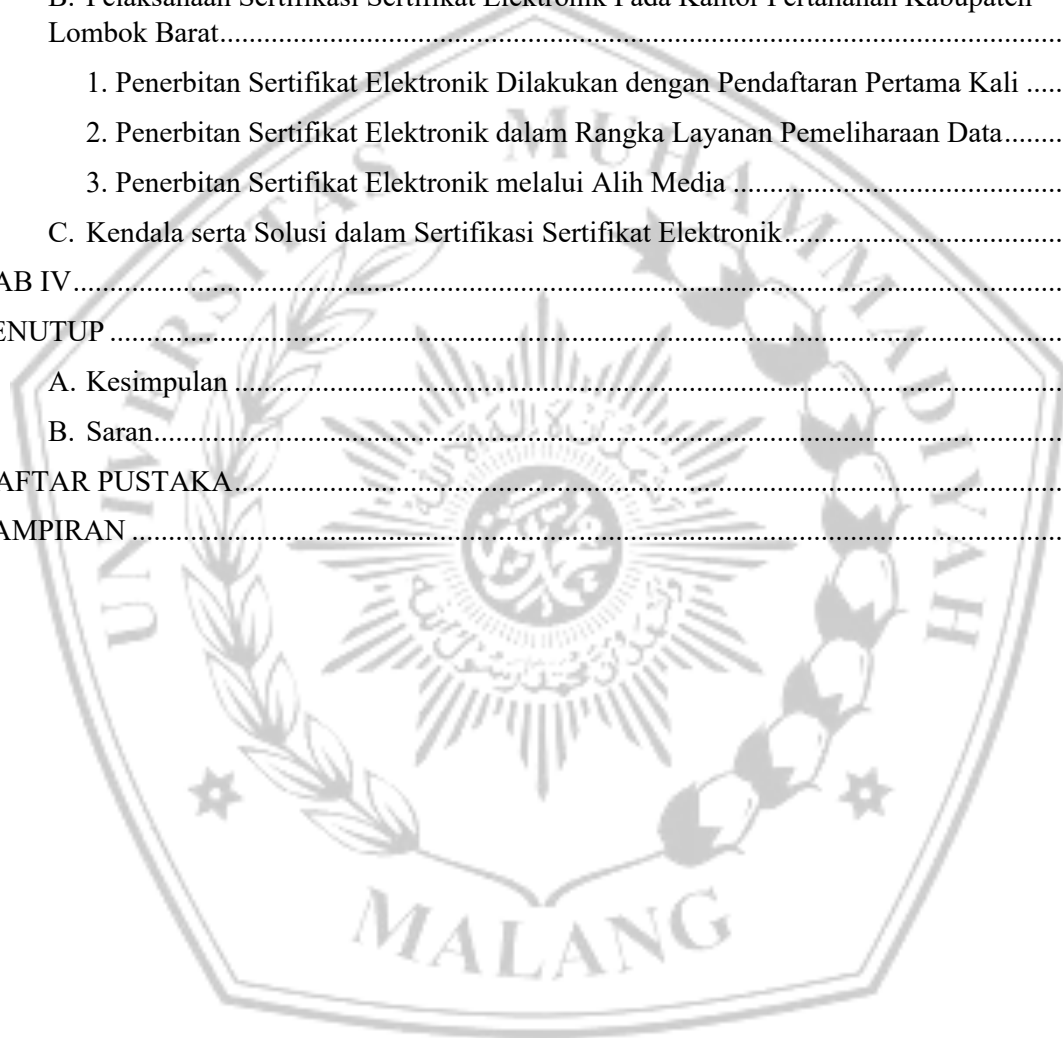 B. Pelaksanaan Sertifikasi Sertifikat Elektronik Pada Kantor Pertanahan Kabupaten
Lombok Barat............................................................................................................
1. Penerbitan Sertifikat Elektronik Dilakukan dengan Pendaftaran Pertama Kali .....
2. Penerbitan Sertifikat Elektronik dalam Rangka Layanan Pemeliharaan Data........
3. Penerbitan Sertifikat Elektronik melalui Alih Media ..........................................
C. Kendala serta Solusi dalam Sertifikasi Sertifikat Elektronik....................................
AB IV..............................................................................................................................
ENUTUP .........................................................................................................................
A. Kesimpulan ..........................................................................................................
B. Saran.....................................................................................................................
AFTAR PUSTAKA.........................................................................................................
AMPIRAN ......................................................................................................................
UNIVERSITAS MUHAMMADIYAH
MALANG